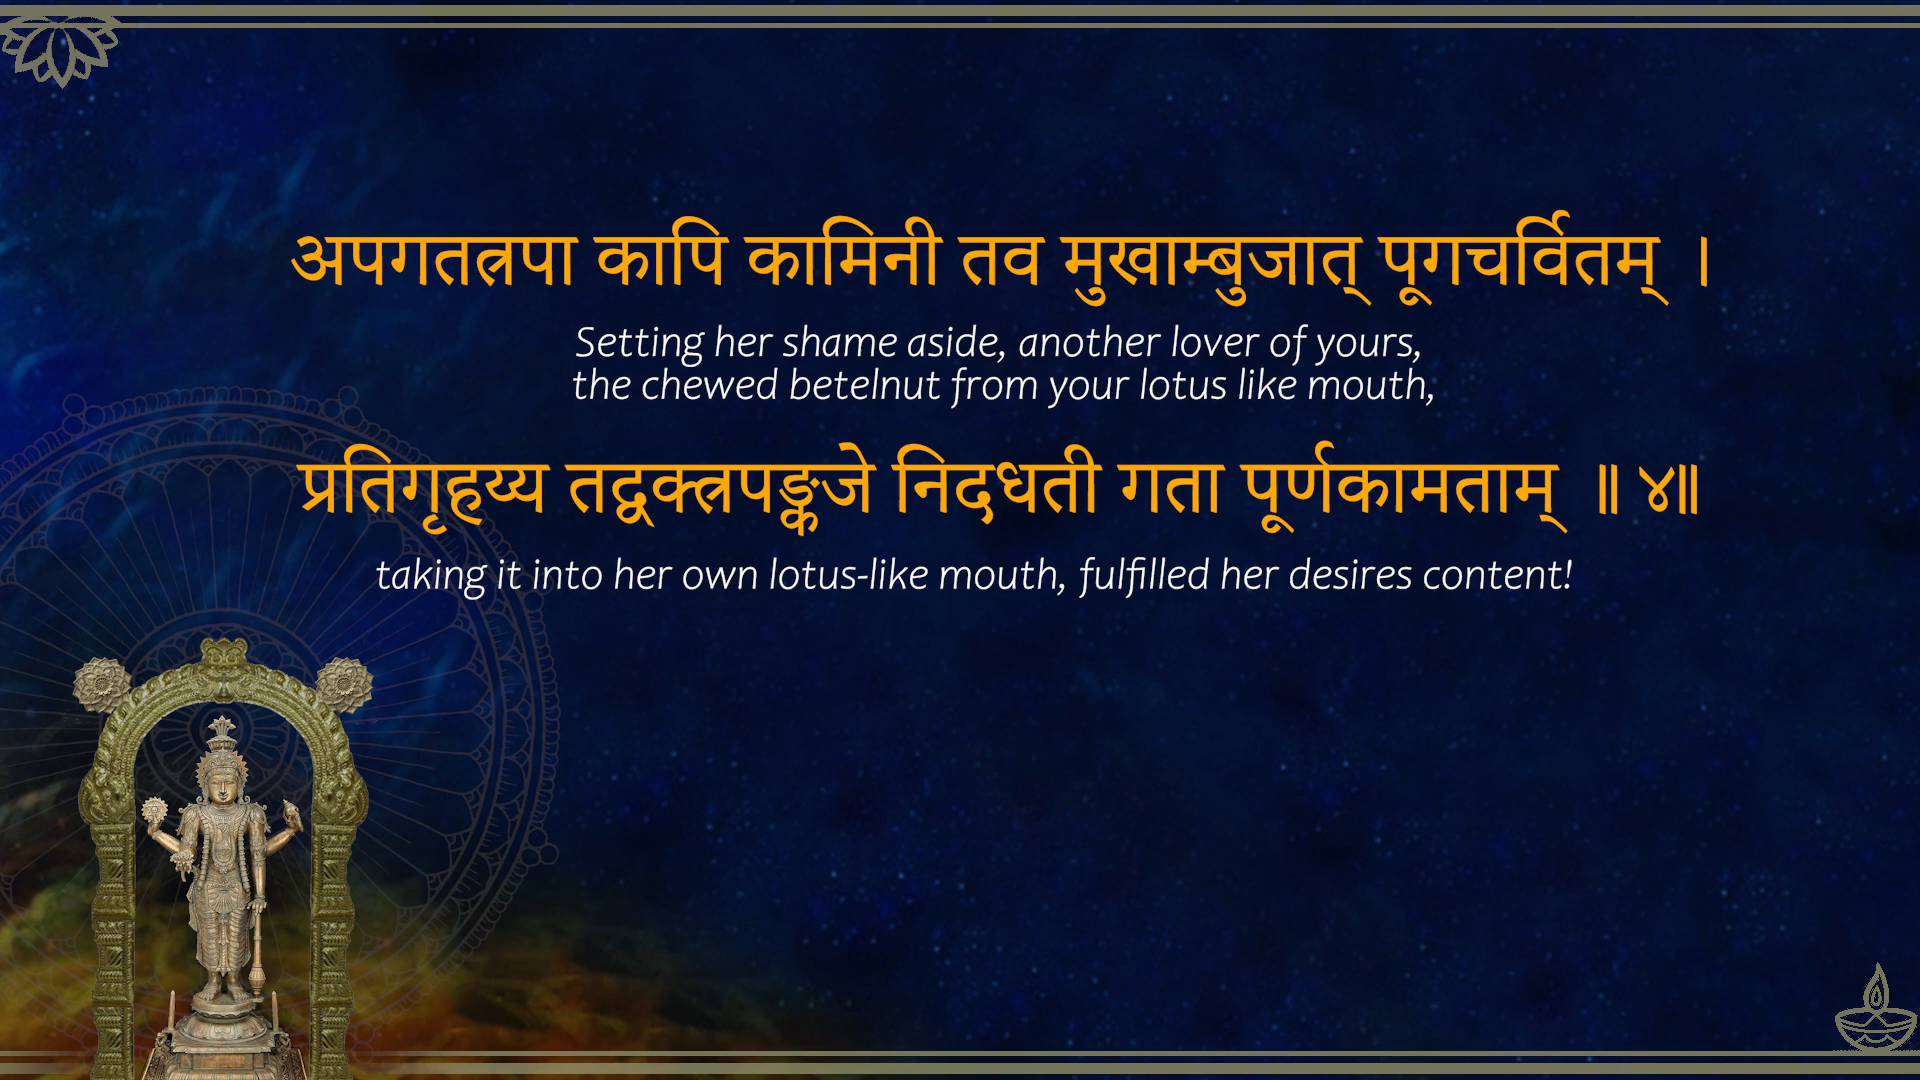 अपगतत्रपा कापि कामिनी तव मुखाम्बुजात् पूगचर्वितम् ।
Setting her shame aside, another lover of yours,
the chewed betelnut from your lotus like mouth,
प्रतिगृहय्य तद्वक्त्रपङ्कजे निदधती गता पूर्णकामताम् ॥ ४॥
taking it into her own lotus-like mouth, fulfilled her desires content!